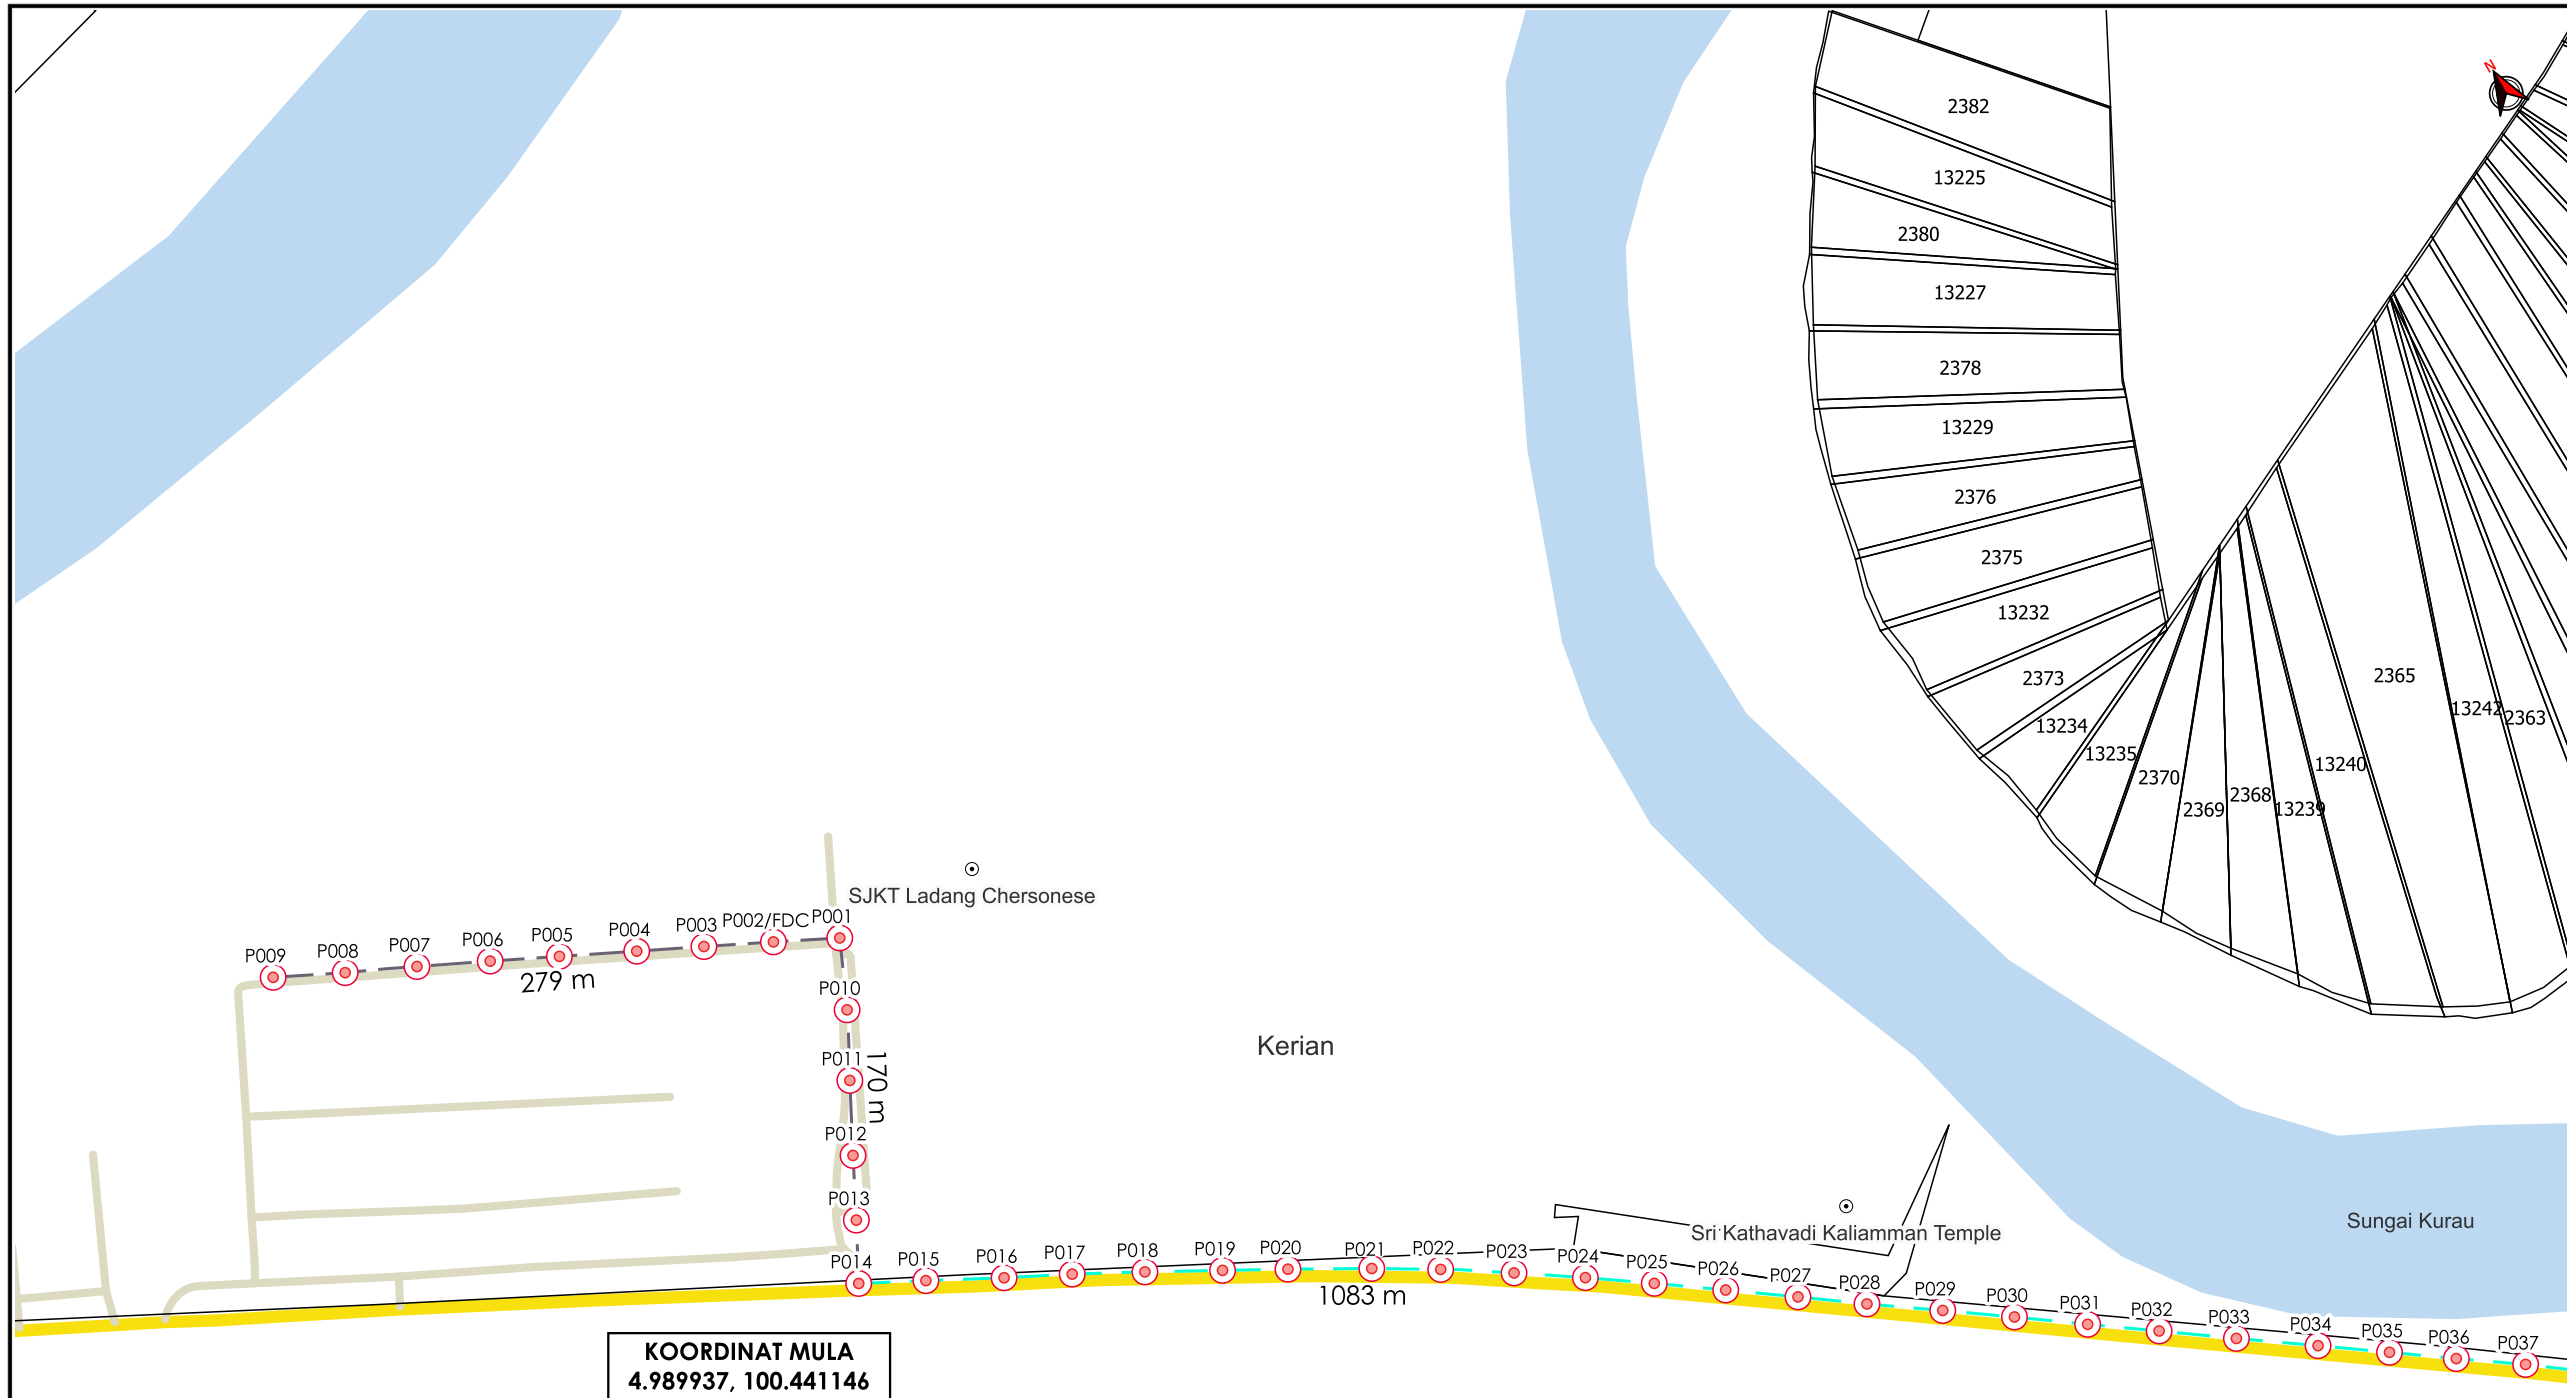 N
2382
13225
2380
13227
2378
13229
2376
2375
13232
2373
13234
13235
2370
2369
2368
13239
13240
2365
13242
2363
SJKT Ladang Chersonese
P009
P008
P007
P006
P005
P004
P003
P002/FDC
P001
279 m
P010
P011
170 m
P012
P013
Kerian
Sri Kathavadi Kaliamman Temple
Sungai Kurau
P014
P015
P016
P017
P018
P019
P020
P021
P022
P023
P024
P025
P026
P027
P028
P029
P030
P031
P032
P033
P034
P035
P036
P037
1083 m
KOORDINAT MULA
4.989937, 100.441146